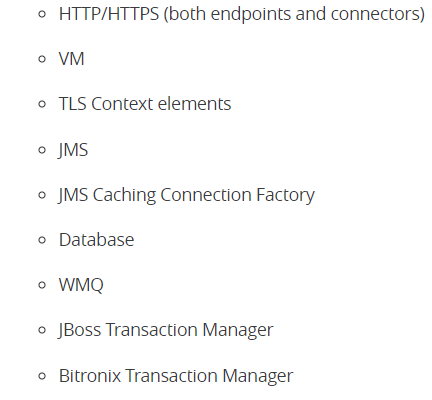 HTTP/HTTPS (both endpoints and connectors)
VM
TLS Context elements
JMS
JMS Caching Connection Factory
Database
WMQ
JBoss Transaction Manager
Bitronix Transaction Manager